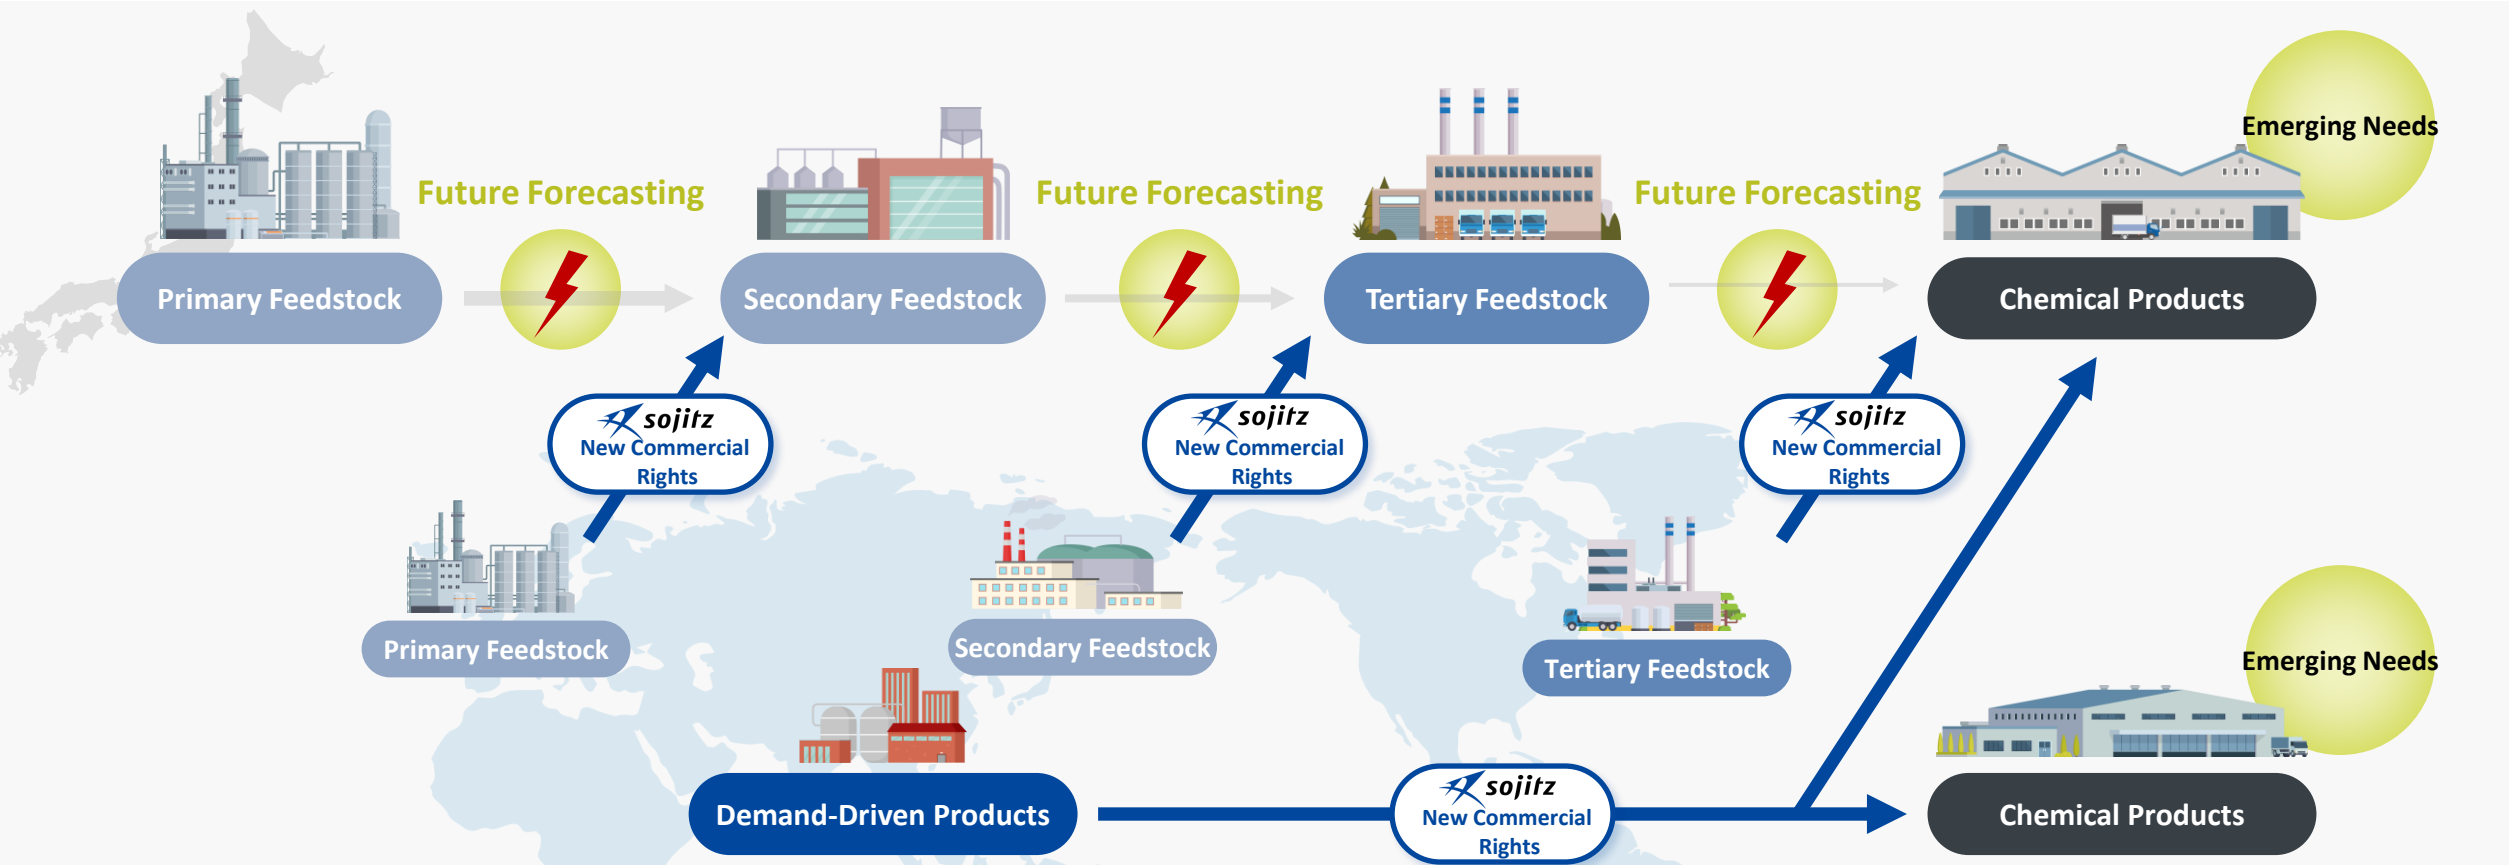 Emerging Needs
Future Forecasting
Future Forecasting
Future Forecasting
Primary Feedstock
Secondary Feedstock
Tertiary Feedstock
Chemical Products
sojitz
New Commercial
Rights
sojitz
New Commercial
Rights
sojitz
New Commercial
Rights
Primary Feedstock
Secondary Feedstock
Tertiary Feedstock
Emerging Needs
Demand-Driven Products
sojitz
New Commercial
Rights
Chemical Products